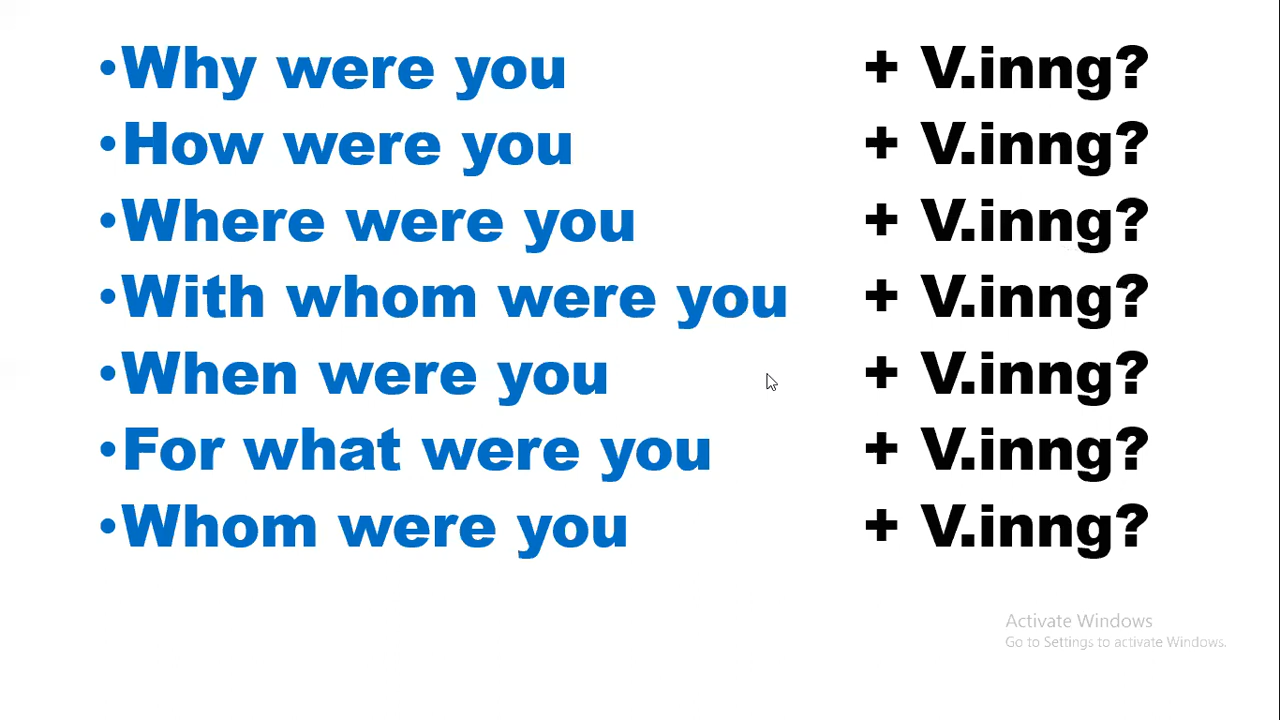 •Why were you + V.inng?
•How were you + V.inng?
•Where were you + V.inng?
•With whom were you + V.inng?
•When were you + V.inng?
•For what were you + V.inng?
•Whom were you + V.inng?
Activate Windows
Go to Settings to activate Windows.